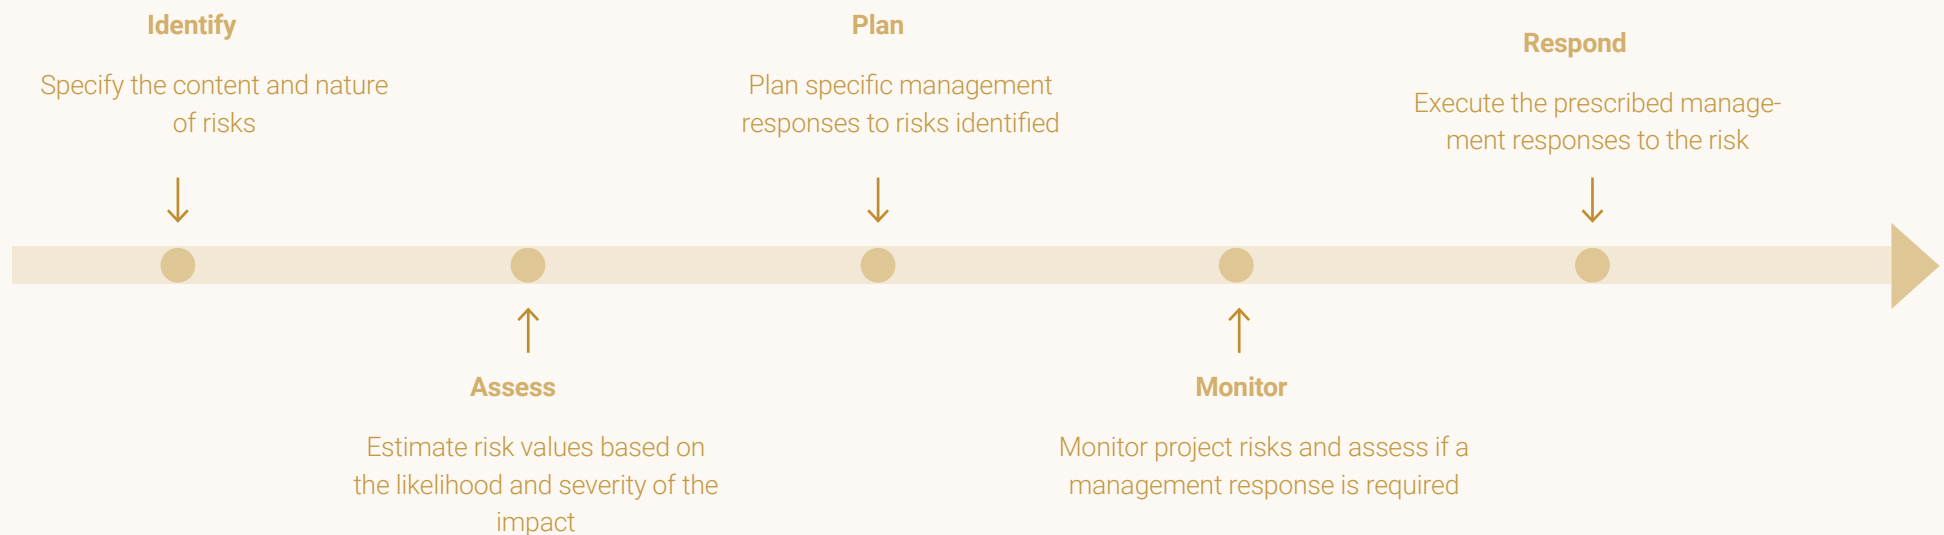 Identify
Specify the content and nature
of risks
Assess
Estimate risk values based on
the likelihood and severity of the
impact
Plan
Plan specific management
responses to risks identified
Monitor
Monitor project risks and assess if a
management response is required
Respond
Execute the prescribed manage-
ment responses to the risk